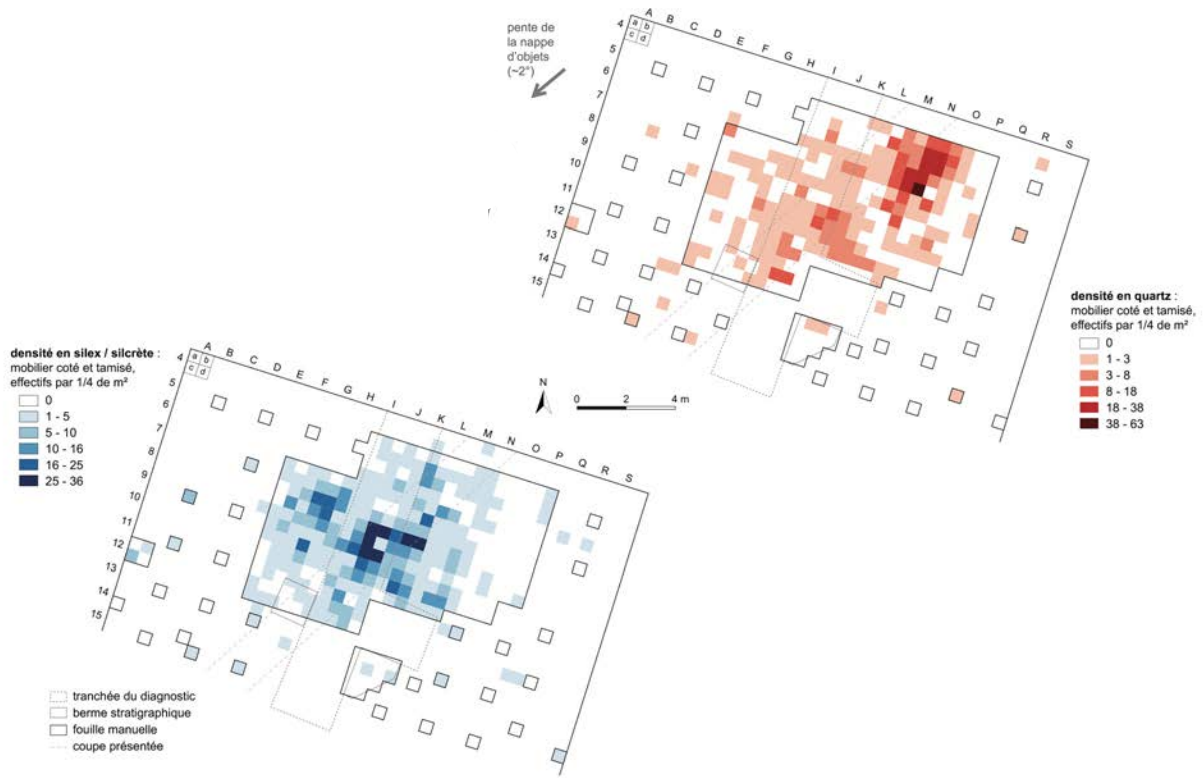 pente de
la nappe
d'objets
(~2°)
A B C D E F G H I J K L M N O P Q R S
4
5
6
7
8
9
10
11
12
13
14
15
a b
c d
densité en quartz :
mobilier coté et tamisé,
effectifs par 1/4 de m²
0
1 - 3
3 - 8
8 - 18
18 - 38
38 - 63
N
0 2 4 m
densité en silex / silcrète :
mobilier coté et tamisé,
effectifs par 1/4 de m²
0
1 - 5
5 - 10
10 - 16
16 - 25
25 - 36
A B C D E F G H I J K L M N O P Q R S
4
5
6
7
8
9
10
11
12
13
14
15
a b
c d
tranchée du diagnostic
berme stratigraphique
fouille manuelle
coupe présentée